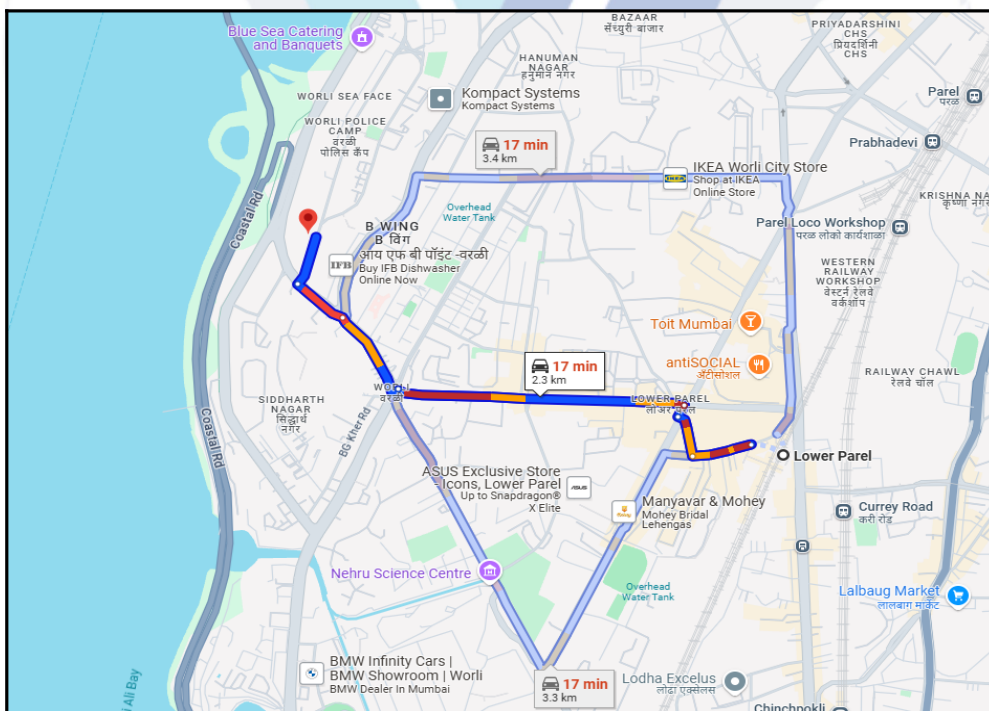 Blue Sea Catering
and Banquets
BAZAAR
सेंच्युरी बाजार
PRIYADARSHINI
CHS
प्रियदर्शिनी
CHS
HANUMAN
NAGAR
हनुमान नगर
WORLI SEA FACE
Kompact Systems
Kompact Systems
Parel
परळ
WORLI POLICE
CAMP
वरळी
पोलिस कॅंप
Prabhadevi
17 min
3.4 km
IKEA Worli City Store
Shop at IKEA
Online Store
KRISHNA NAG
कृष्णा नग
Coastal Rd
Overhead
Water Tank
Parel Loco Workshop
परळ लोको कार्यशाळा
B WING
B विंग
IFB
आय एफ बी पॉइंट -वरळी
Buy IFB Dishwasher
Online Now
WESTERN
RAILWAY
WORKSHOP
वेस्टर्न रेल्वे
वर्कशॉप
Toit Mumbai
antiSOCIAL
अँटीसोशल
17 min
2.3 km
RAILWAY CHAWL
रेलवे चॉल
WORLI
वरळी
LOWER PAREL
SIDDHARTH
NAGAR
सिद्धार्थ
नगर
BG Kher Rd
Coastal Rd
Lower Parel
ASUS Exclusive Store
- Icons, Lower Parel
Up to Snapdragon®
X Elite
Manyavar & Mohey
Mohey Bridal
Lehengas
Currey Road
करी रोड
Nehru Science Centre
Overhead
Water Tank
Lalbaug Market
लालबाग मार्केट
BMW Infinity Cars |
BMW Showroom | Worli
BMW Dealer In Mumbai
17 min
3.3 km
Lodha Excelus
लोढा एक्सेलस
i Ali Bay
Chinchpokli